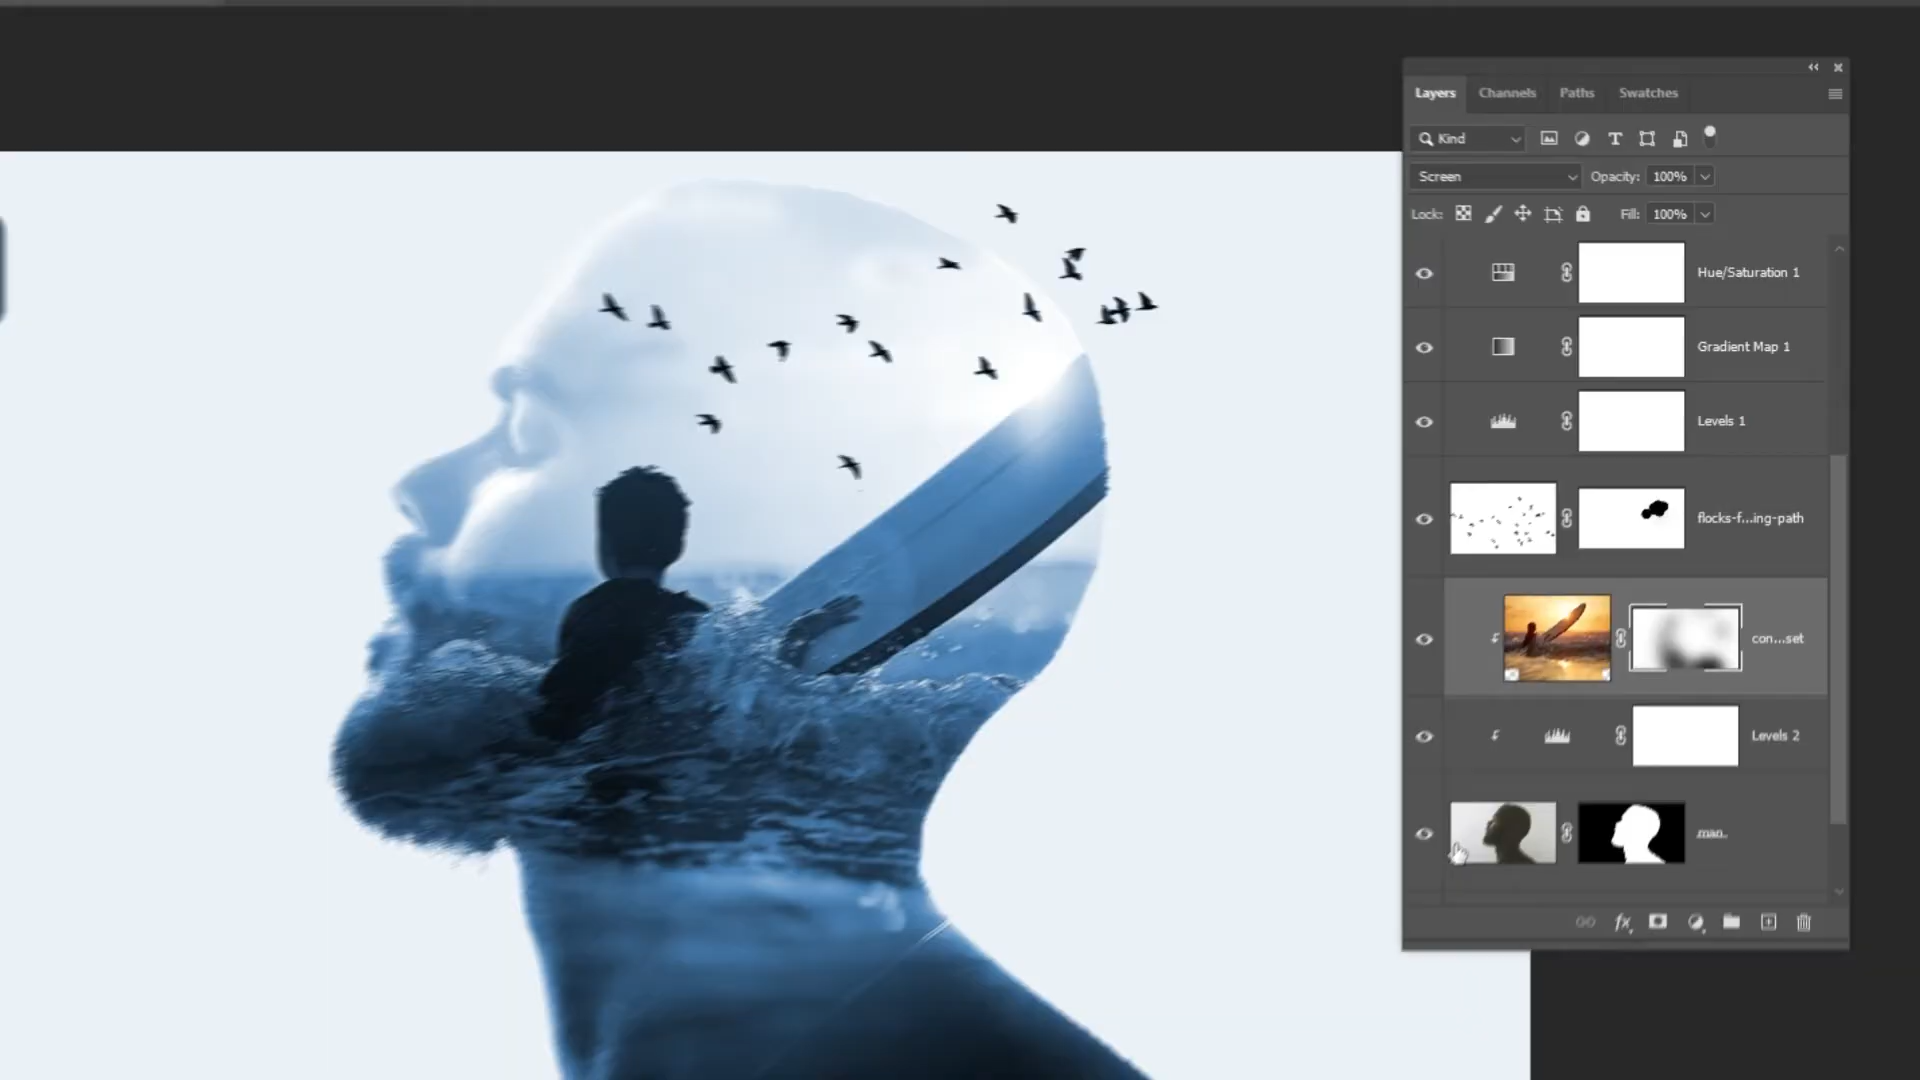 Layers Channels Paths Swatches
Kind
Screen Opacity: 100%
Lock: Fill: 100%
Hue/Saturation 1
Gradient Map 1
Levels 1
flocks-f...ing-path
con...set
Levels 2
man..
fx